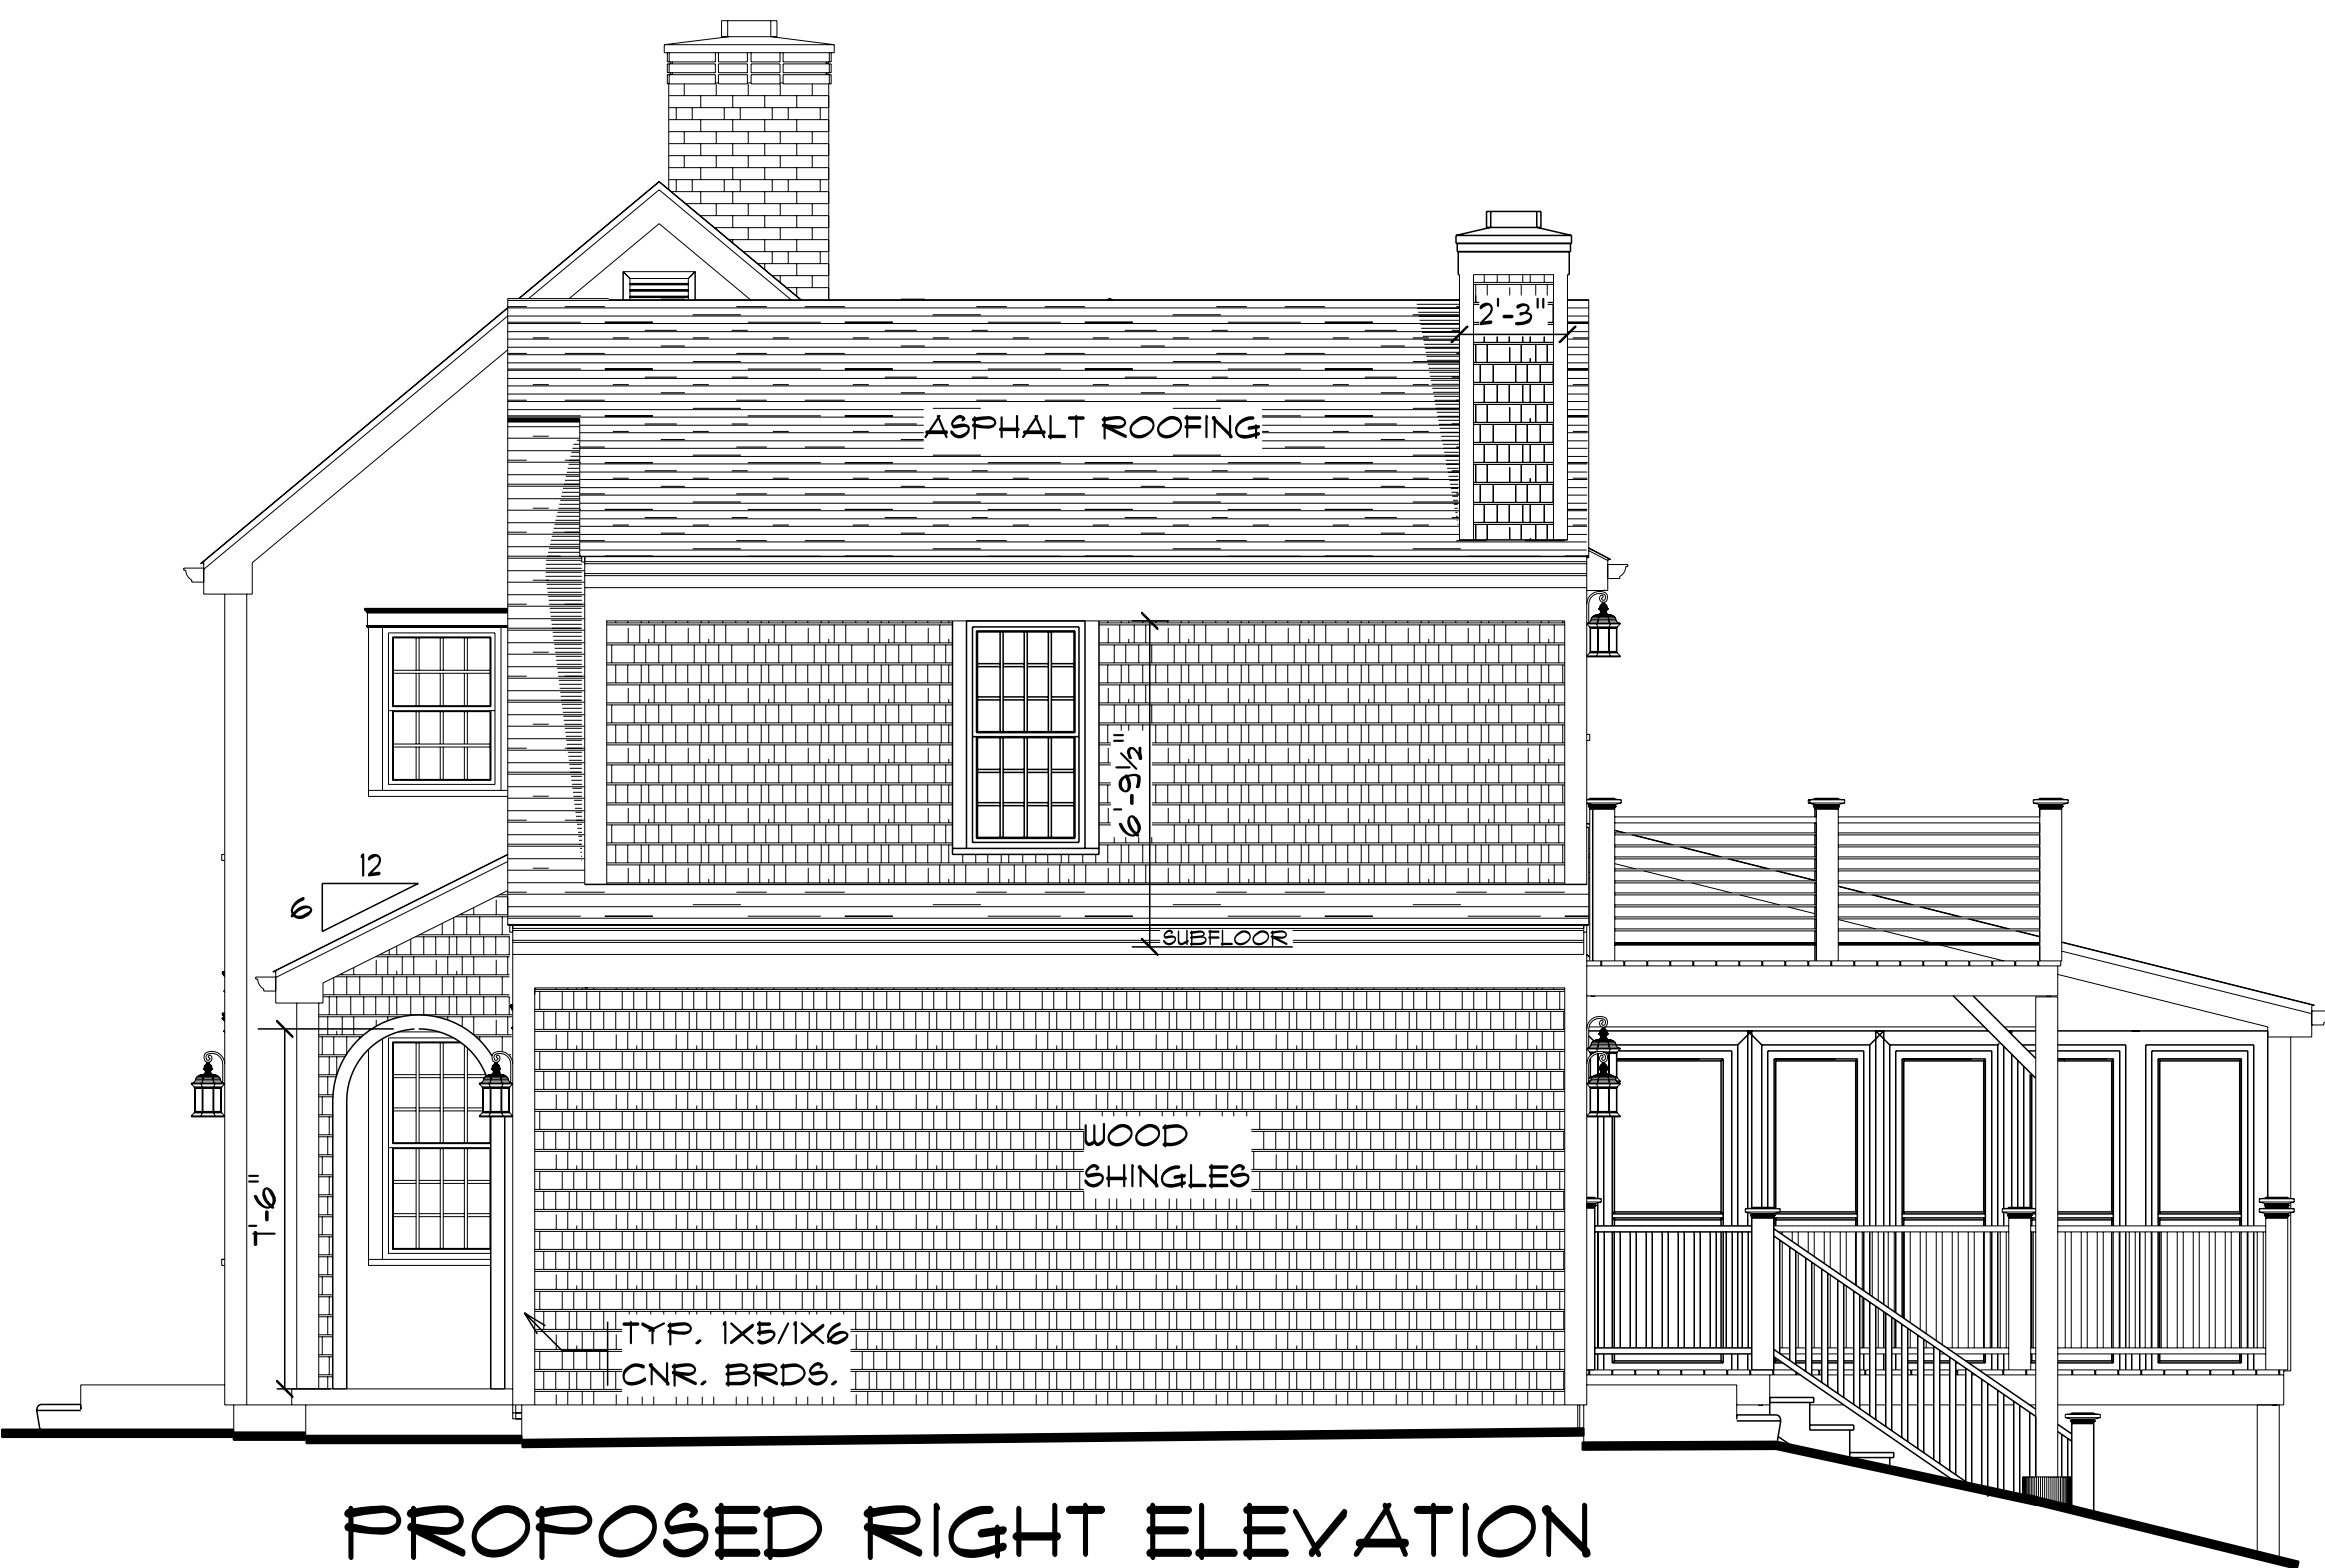 2'-3"
ASPHALT ROOFING
6'-9½"
12
6
SUBFLOOR
7'-6"
WOOD
SHINGLES
TYP. 1X5/1X6
CNR. BRDS.
PROPOSED RIGHT ELEVATION